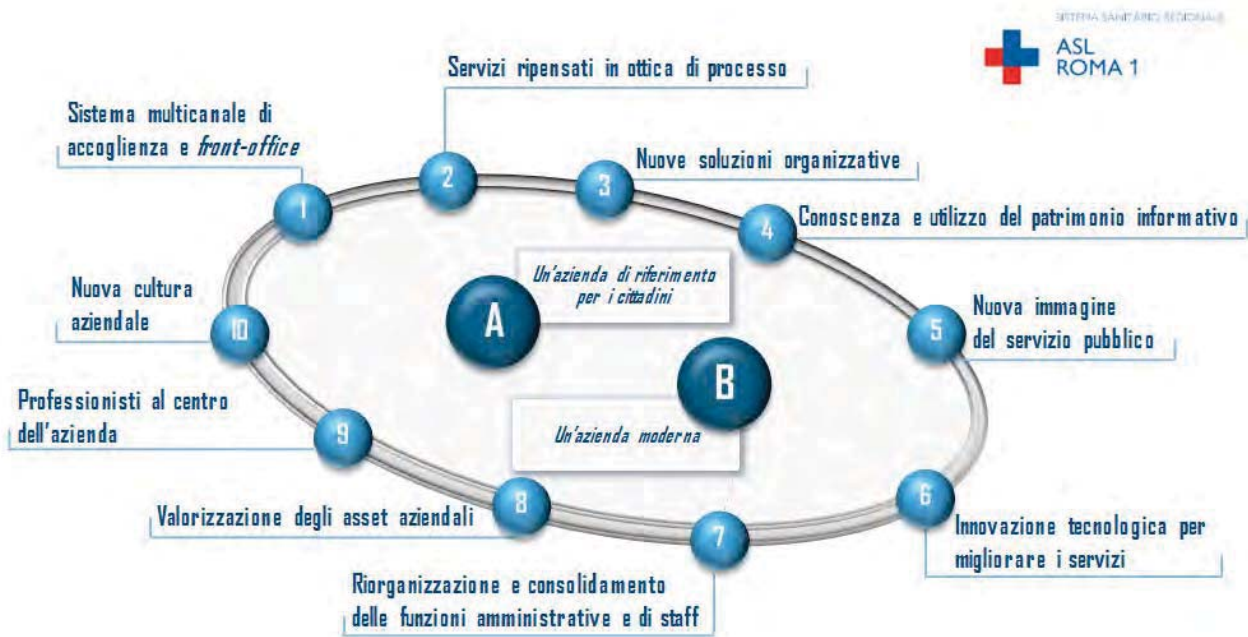 SISTEMA SANITARIO REGIONALE
ASL
ROMA 1
Servizi ripensati in ottica di processo
Sistema multicanale di
accoglienza e front-office
1
2
3
Nuove soluzioni organizzative
4
Conoscenza e utilizzo del patrimonio informativo
Un'azienda di riferimento
per i cittadini
A
Nuova cultura
aziendale
10
5
Nuova immagine
del servizio pubblico
B
Un'azienda moderna
Professionisti al centro
dell'azienda
9
8
Valorizzazione degli asset aziendali
7
6
Innovazione tecnologica per
migliorare i servizi
Riorganizzazione e consolidamento
delle funzioni amministrative e di staff